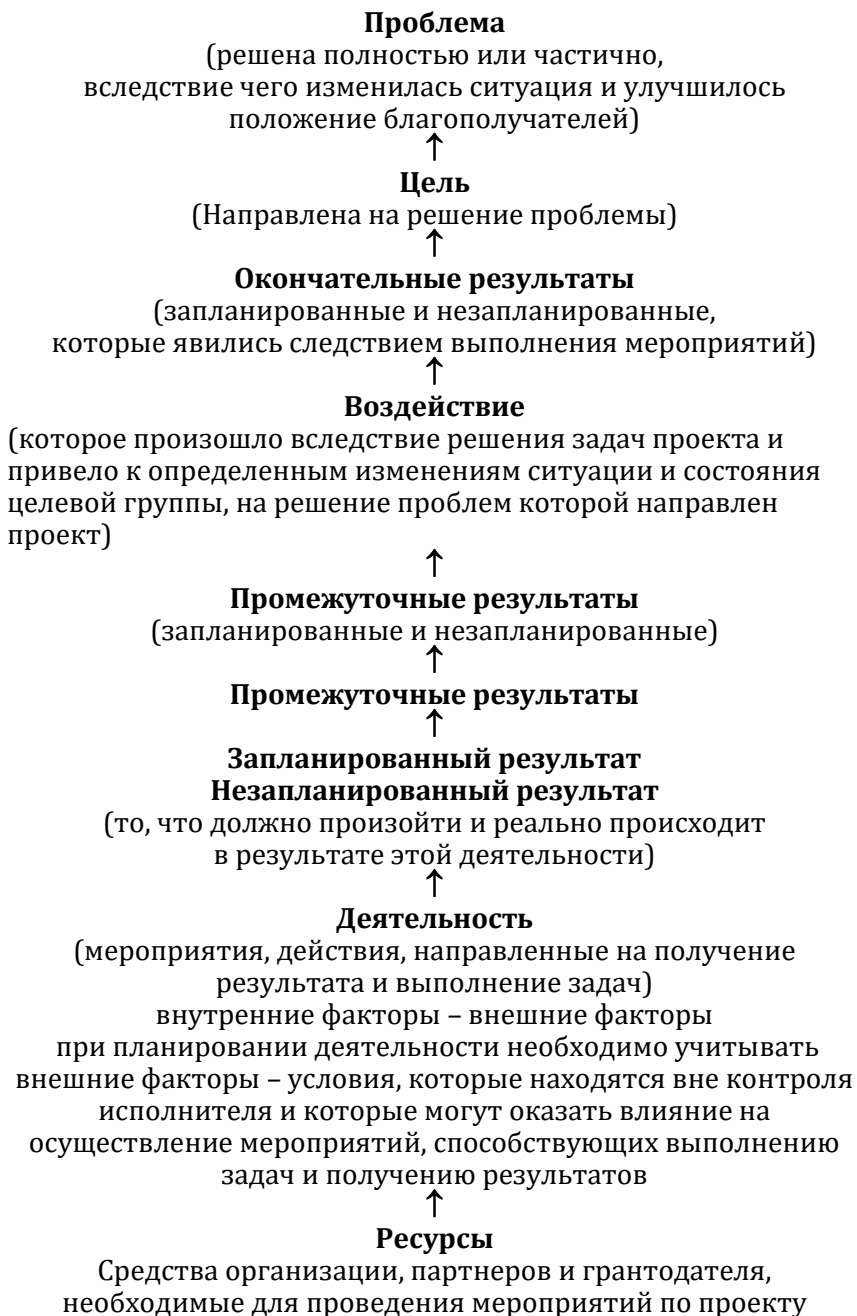 Проблема
(решена полностью или частично,
вследствие чего изменилась ситуация и улучшилось
положение благополучателей)
↑
Цель
(Направлена на решение проблемы)
↑
Окончательные результаты
(запланированные и незапланированные,
которые явились следствием выполнения мероприятий)
↑
Воздействие
(которое произошло вследствие решения задач проекта и
привело к определенным изменениям ситуации и состояния
целевой группы, на решение проблем которой направлен
проект)
↑
Промежуточные результаты
(запланированные и незапланированные)
↑
Промежуточные результаты
↑
Запланированный результат
Незапланированный результат
(то, что должно произойти и реально происходит
в результате этой деятельности)
↑
Деятельность
(мероприятия, действия, направленные на получение
результата и выполнение задач)
внутренние факторы – внешние факторы
при планировании деятельности необходимо учитывать
внешние факторы – условия, которые находятся вне контроля
исполнителя и которые могут оказать влияние на
осуществление мероприятий, способствующих выполнению
задач и получению результатов
↑
Ресурсы
Средства организации, партнеров и грантодателя,
необходимые для проведения мероприятий по проекту